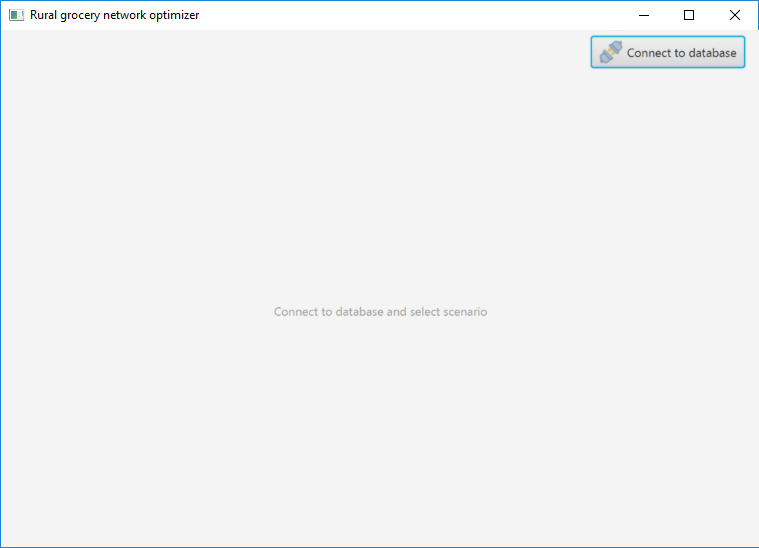 Rural grocery network optimizer
Connect to database
Connect to database and select scenario